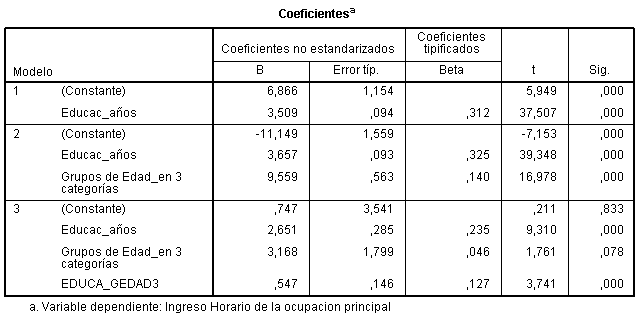 Coeficientesa
Coeficientes no estandarizados Coeficientes tipificados
Modelo B Error típ. Beta t Sig.
1 (Constante) 6,866 1,154 5,949 ,000
Educac_años 3,509 ,094 ,312 37,507 ,000
2 (Constante) -11,149 1,559 -7,153 ,000
Educac_años 3,657 ,093 ,325 39,348 ,000
Grupos de Edad_en 3 categorías 9,559 ,563 ,140 16,978 ,000
3 (Constante) ,747 3,541 ,211 ,833
Educac_años 2,651 ,285 ,235 9,310 ,000
Grupos de Edad_en 3 categorías 3,168 1,799 ,046 1,761 ,078
EDUCA_GEDAD3 ,547 ,146 ,127 3,741 ,000
a. Variable dependiente: Ingreso Horario de la ocupacion principal